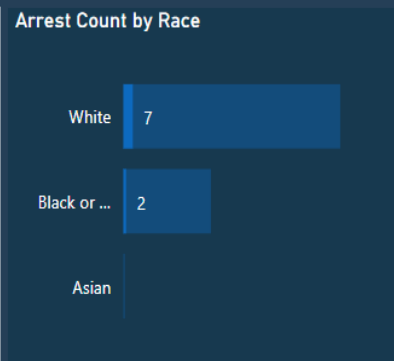 Arrest Count by Race
White 7
Black or ... 2
Asian